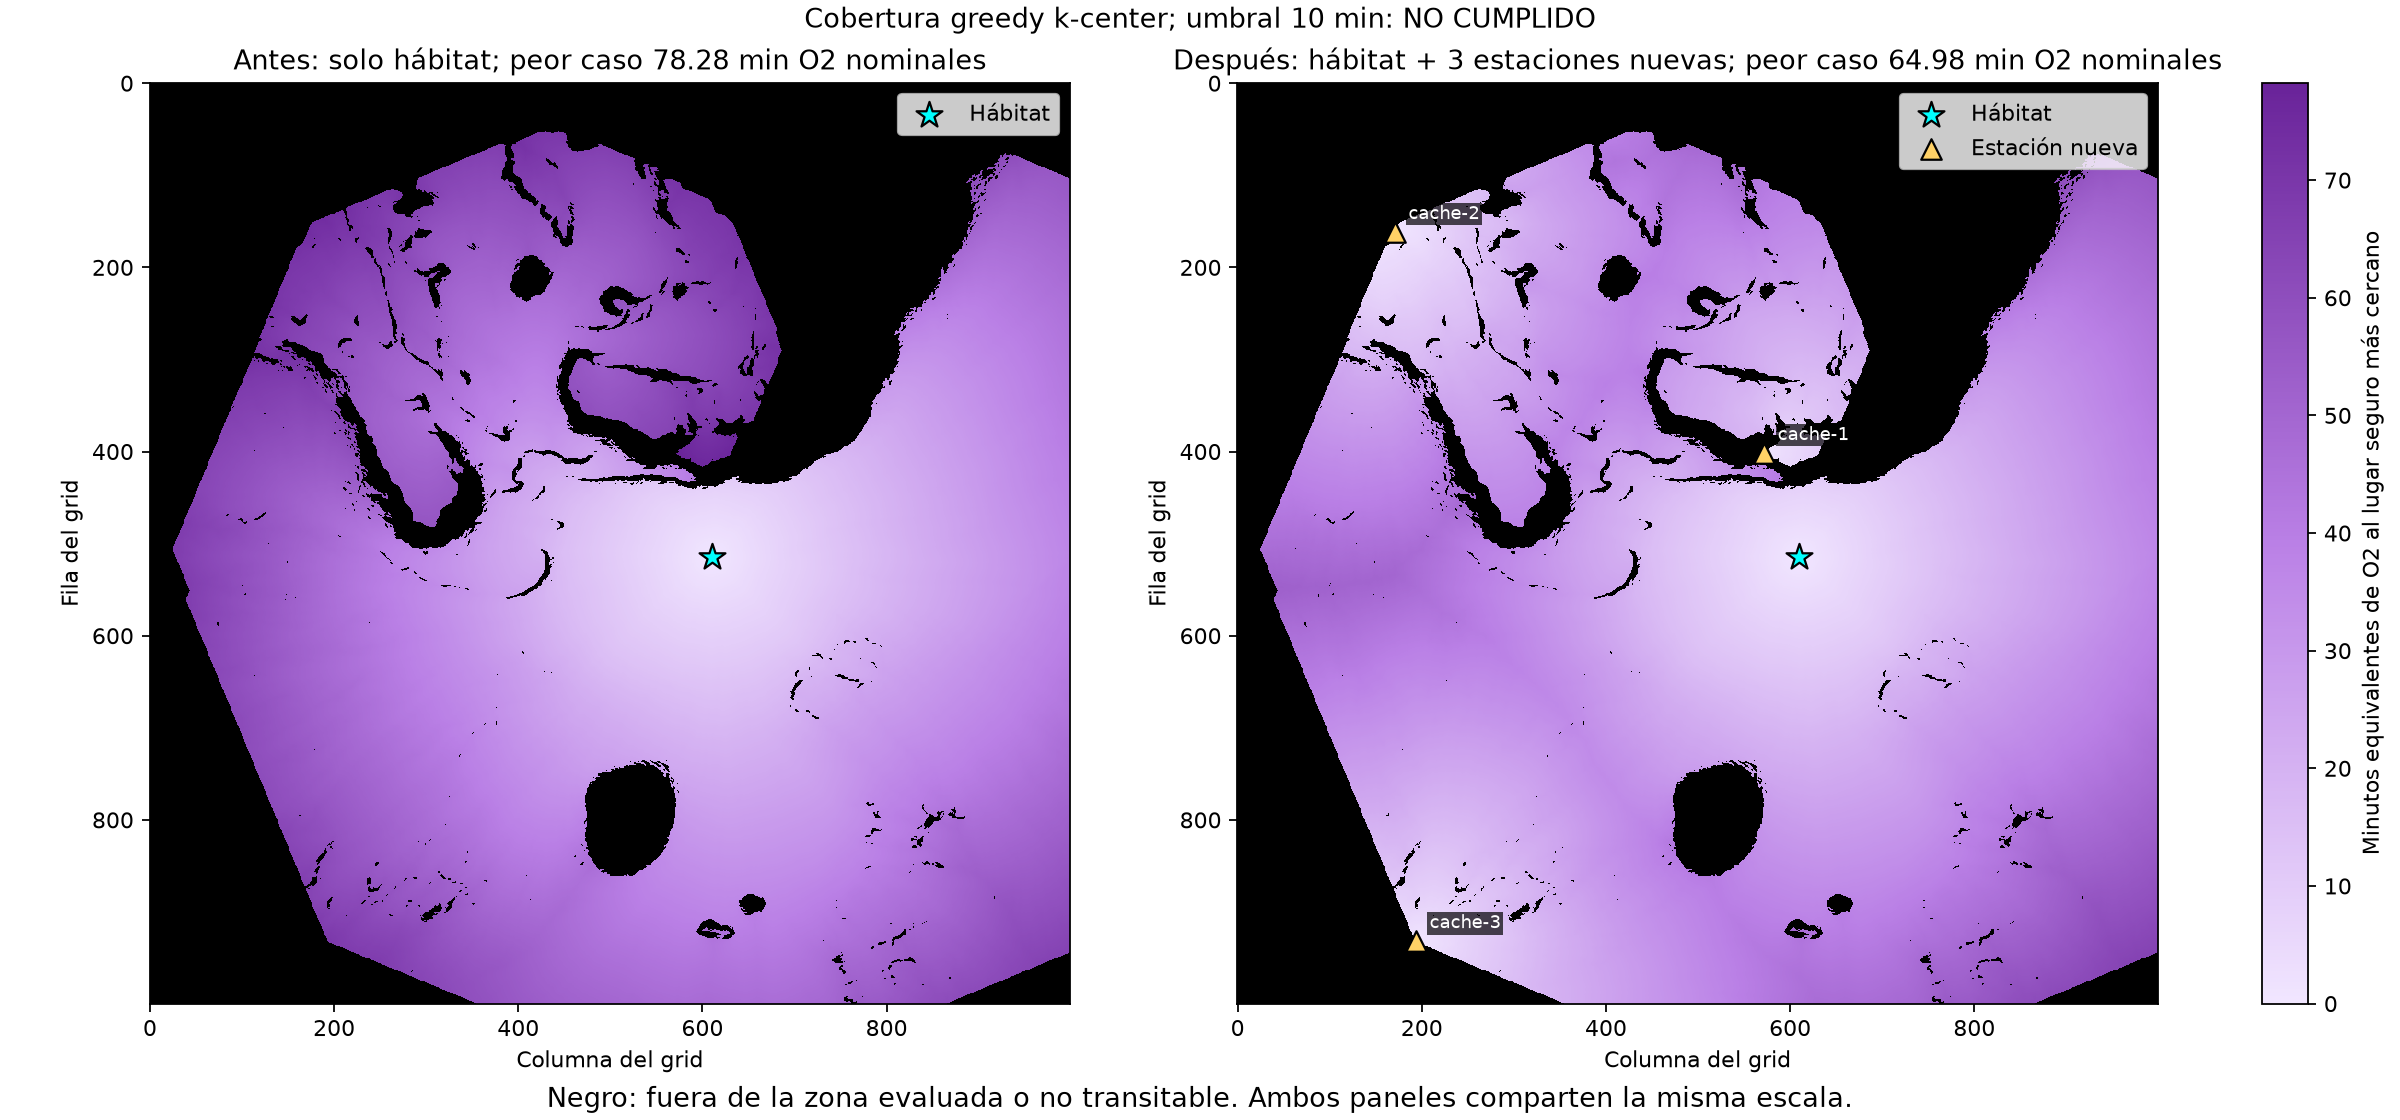 Cobertura greedy k-center; umbral 10 min: NO CUMPLIDO
Antes: solo hábitat; peor caso 78.28 min O2 nominales
Hábitat
0
200
400
600
800
Fila del grid
0
200
400
600
800
Columna del grid
Después: hábitat + 3 estaciones nuevas; peor caso 64.98 min O2 nominales
Hábitat
Estación nueva
cache-2
cache-1
cache-3
0
200
400
600
800
Fila del grid
0
200
400
600
800
Columna del grid
70
60
50
40
30
20
10
0
Minutos equivalentes de O2 al lugar seguro más cercano
Negro: fuera de la zona evaluada o no transitable. Ambos paneles comparten la misma escala.